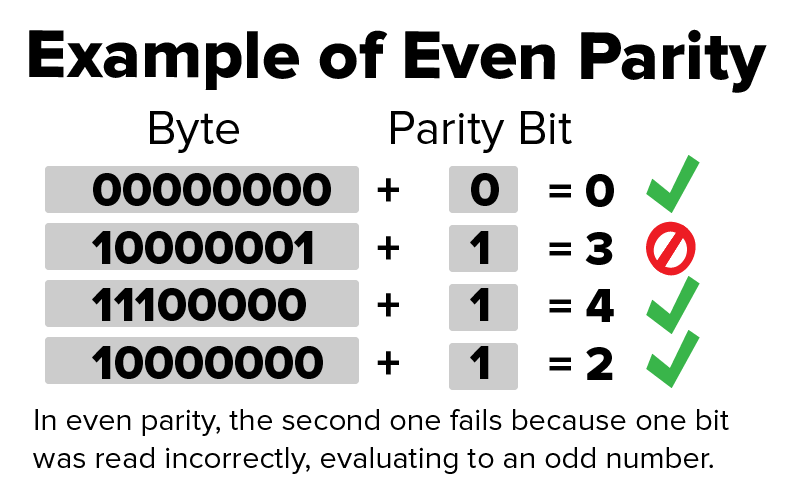 Example of Even Parity
Byte Parity Bit
00000000 + 0 = 0
10000001 + 1 = 3
11100000 + 1 = 4
10000000 + 1 = 2
In even parity, the second one fails because one bit
was read incorrectly, evaluating to an odd number.